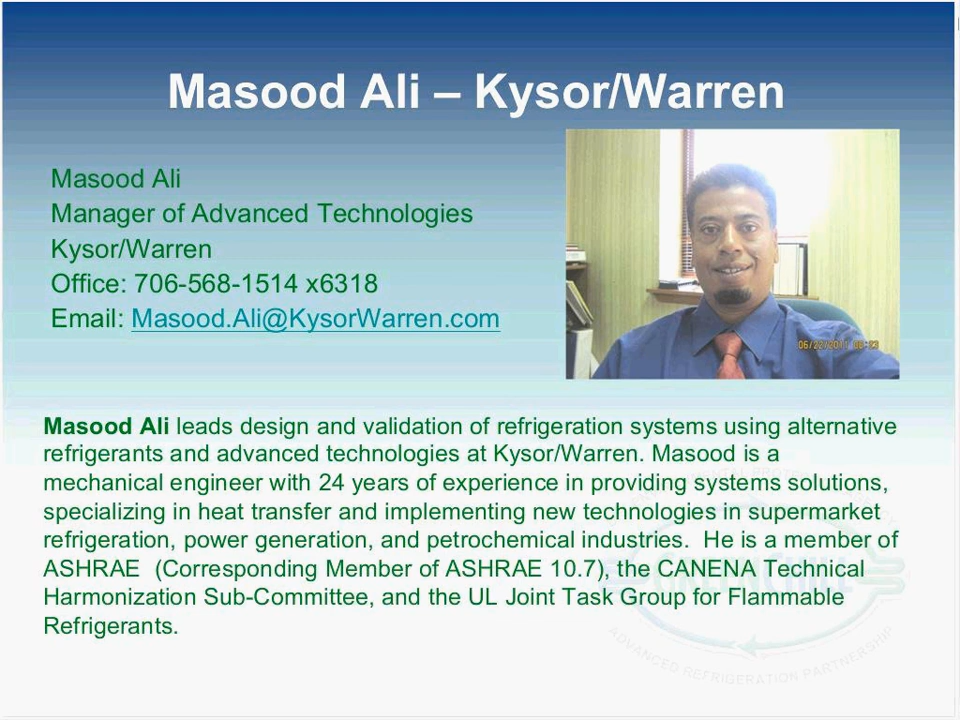 Masood Ali – Kysor/Warren
Masood Ali
Manager of Advanced Technologies
Kysor/Warren
Office: 706-568-1514 x6318
Email: Masood.Ali@KysorWarren.com
Masood Ali leads design and validation of refrigeration systems using alternative
refrigerants and advanced technologies at Kysor/Warren. Masood is a
mechanical engineer with 24 years of experience in providing systems solutions,
specializing in heat transfer and implementing new technologies in supermarket
refrigeration, power generation, and petrochemical industries.  He is a member of
ASHRAE  (Corresponding Member of ASHRAE 10.7), the CANENA Technical
Harmonization Sub-Committee, and the UL Joint Task Group for Flammable
Refrigerants.
GREENCHILL
ADVANCED REFRIGERATION PARTNERSHIP